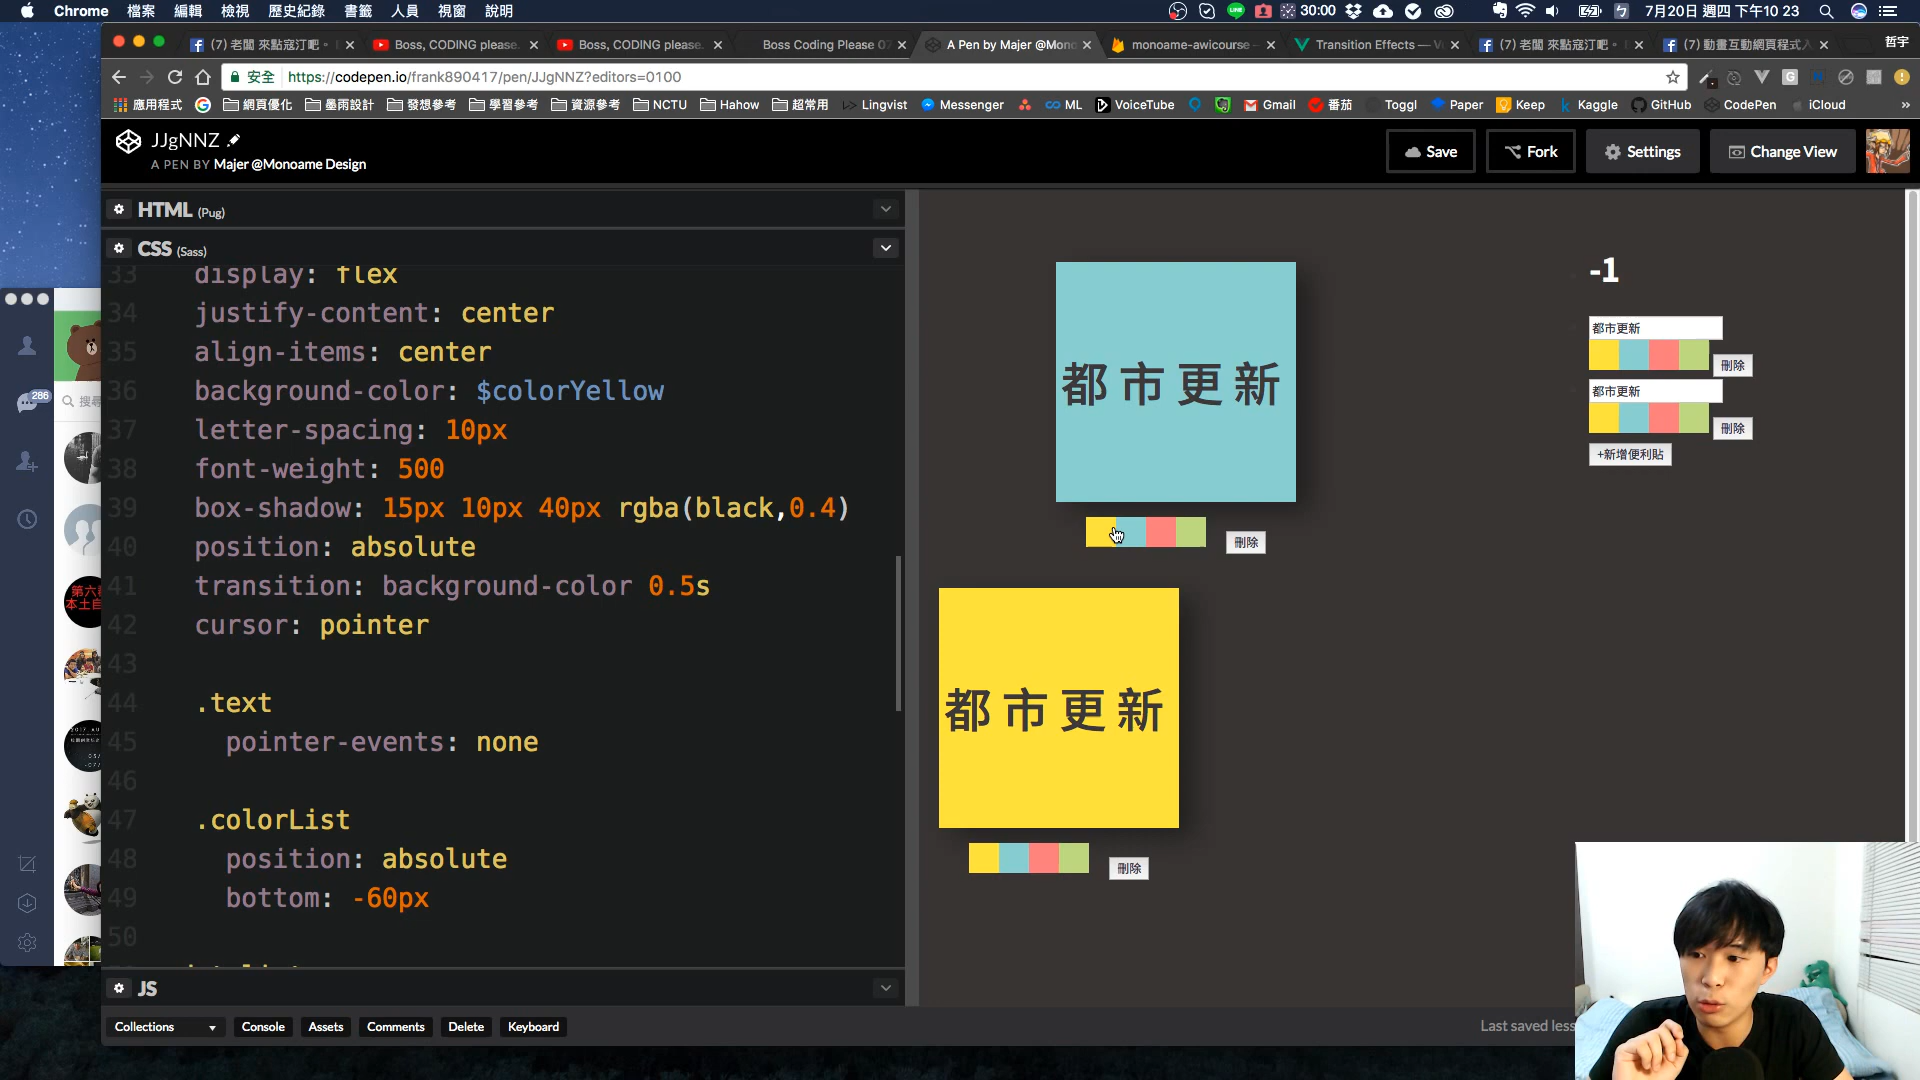 Chrome 檔案 編輯 檢視 歷史紀錄 書籤 人員 視窗 說明
30:00 7月20日 週四 下午10 23
(7) 老闆 來點寇汀吧。
Boss, CODING please.
Boss, CODING please.
Boss Coding Please 07
A Pen by Majer @Mono
monoame-awicourse
Transition Effects — V
(7) 老闆 來點寇汀吧。
(7) 動畫互動網頁程式入
哲宇
安全 https://codepen.io/frank890417/pen/JJgNNZ?editors=0100
應用程式 網頁優化 墨雨設計 發想參考 學習參考 資源參考 NCTU Hahow 超常用 Lingvist Messenger ML VoiceTube Gmail 番茄 Toggl Paper Keep Kaggle GitHub CodePen iCloud »
JJgNNZ
A PEN BY Majer @Monoame Design
Save Fork Settings Change View
HTML (Pug)
CSS (Sass)
33 display: flex
34 justify-content: center
35 align-items: center
36 background-color: $colorYellow
37 letter-spacing: 10px
38 font-weight: 500
39 box-shadow: 15px 10px 40px rgba(black,0.4)
40 position: absolute
41 transition: background-color 0.5s
42 cursor: pointer
43
44 .text
45 pointer-events: none
46
47 .colorList
48 position: absolute
49 bottom: -60px
50
JS
Collections Console Assets Comments Delete Keyboard
Last saved less
都市更新
刪除
都市更新
刪除
-1
都市更新
刪除
都市更新
刪除
+新增便利貼
286
搜尋
第六
本土自